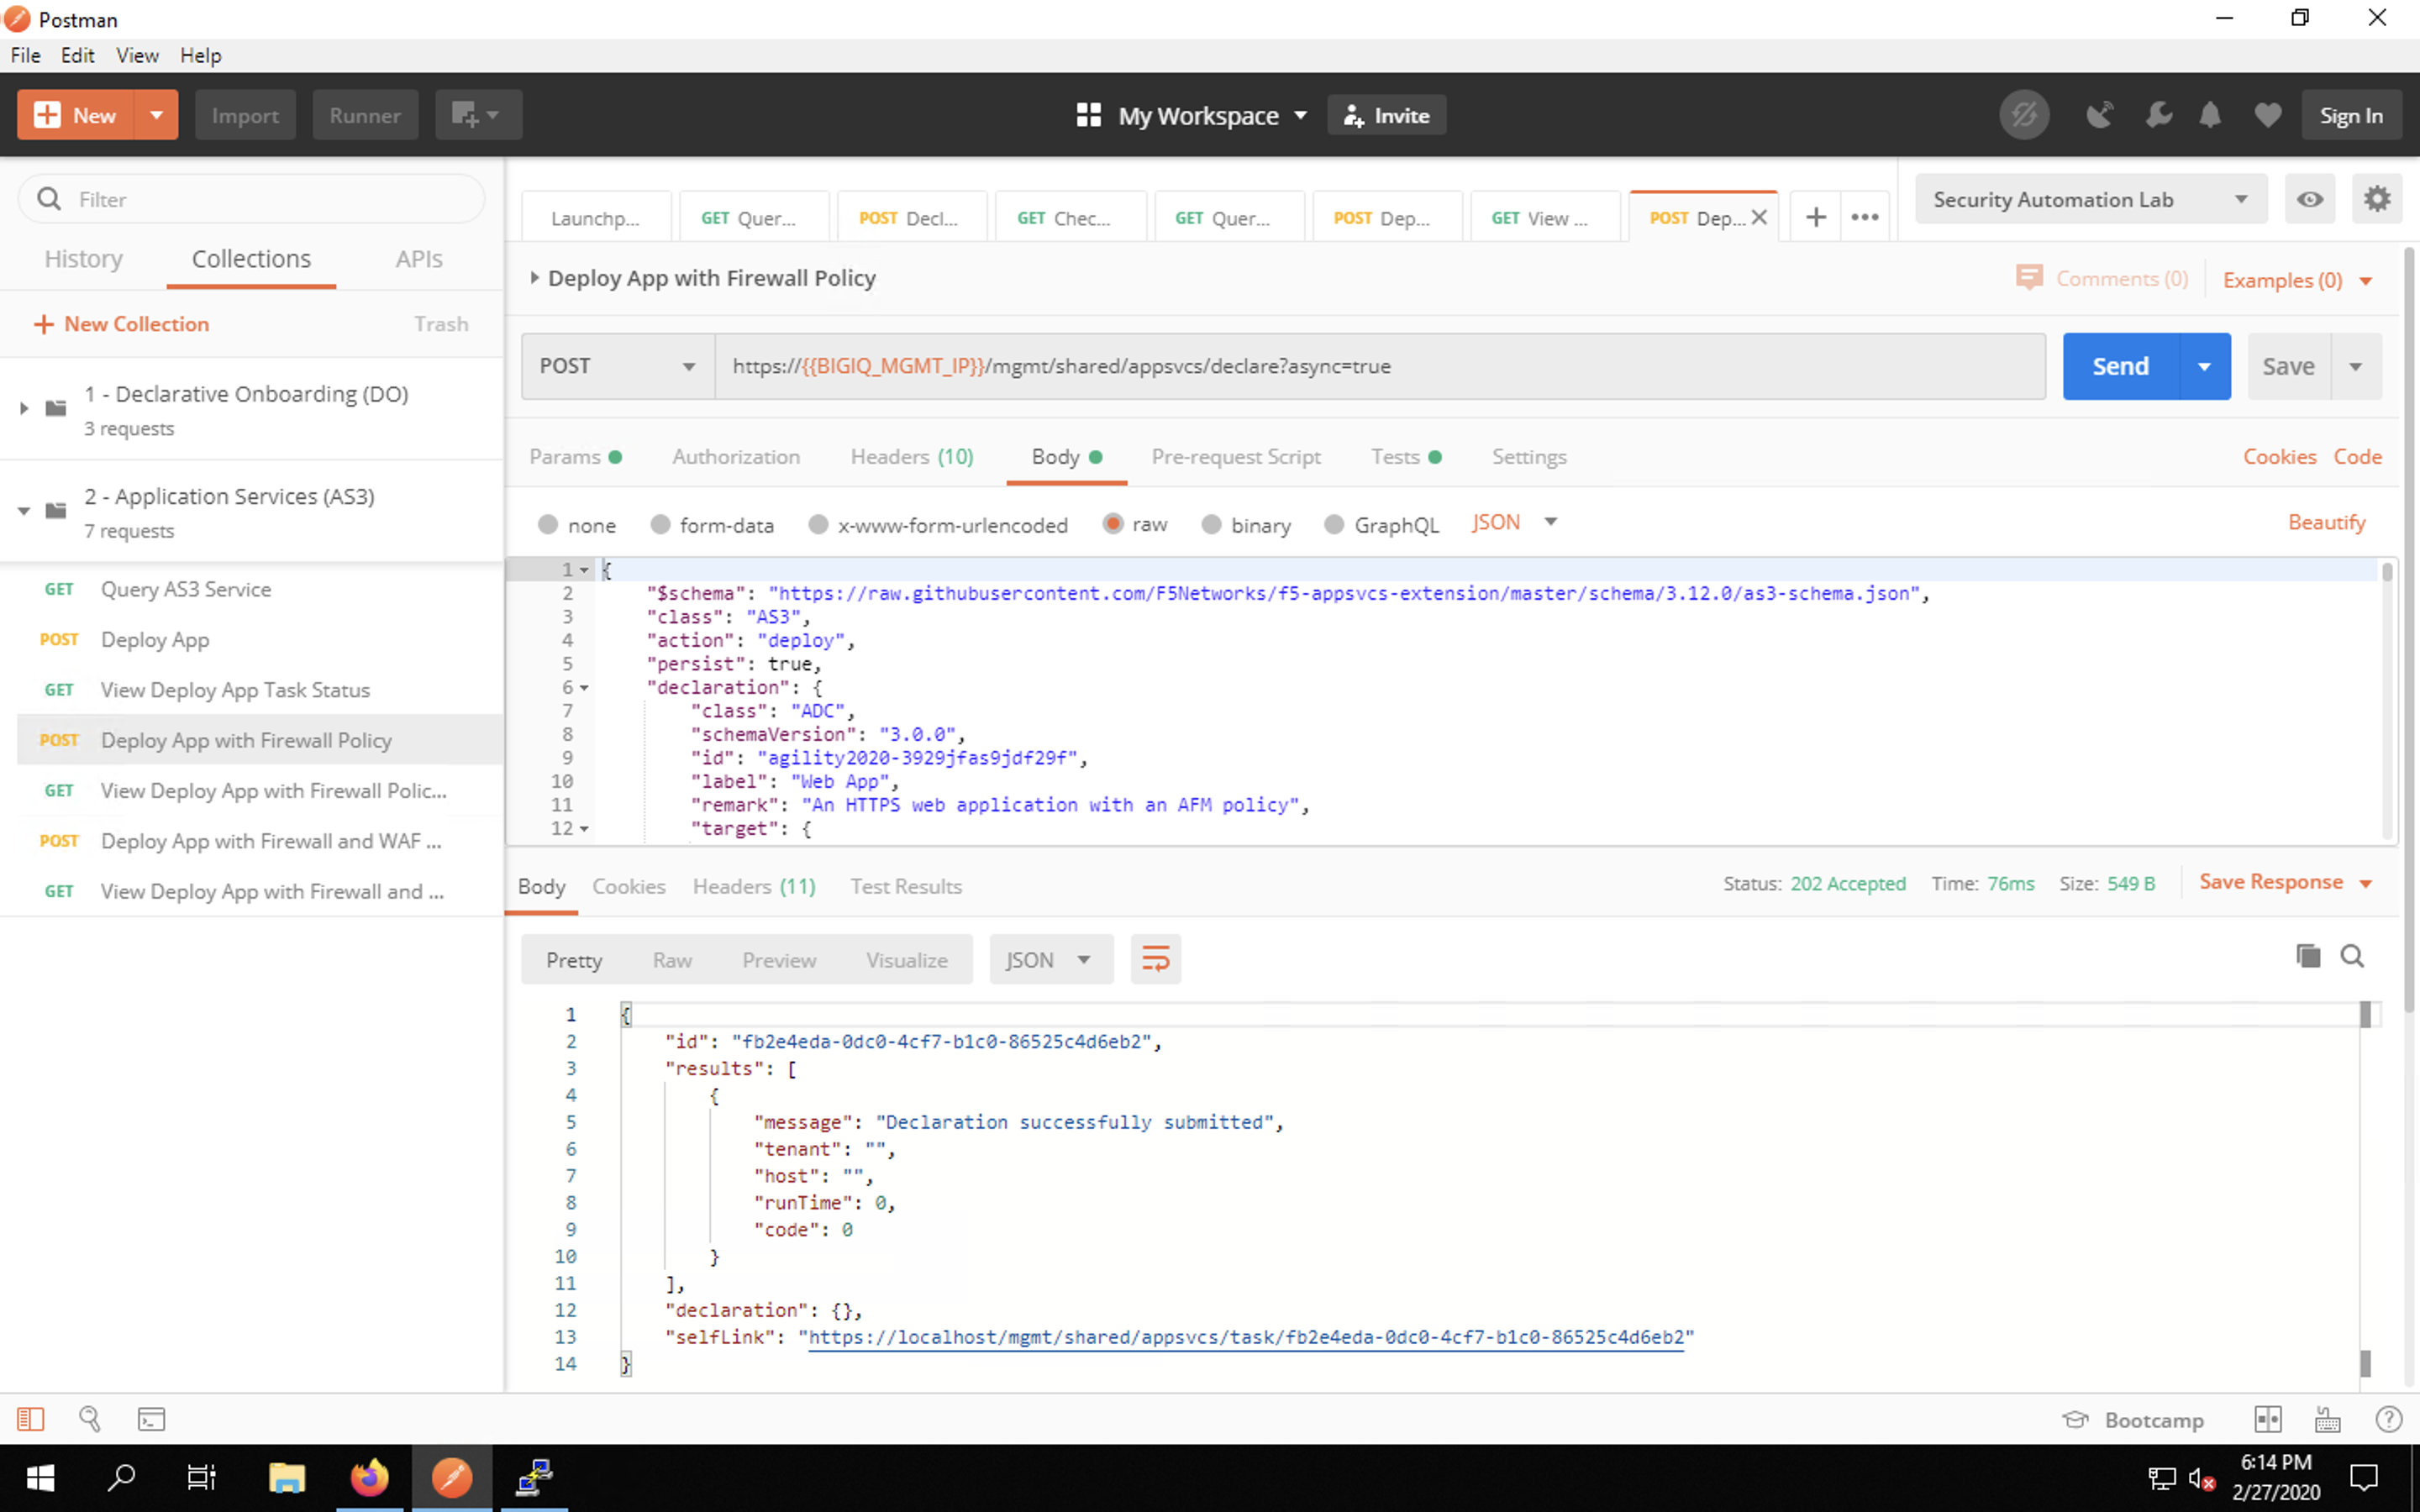 Postman
File Edit View Help
New Import Runner My Workspace Invite Sign In
Filter
History Collections APIs
+ New Collection Trash
1 - Declarative Onboarding (DO)
3 requests
2 - Application Services (AS3)
7 requests
GET Query AS3 Service
POST Deploy App
GET View Deploy App Task Status
POST Deploy App with Firewall Policy
GET View Deploy App with Firewall Polic...
POST Deploy App with Firewall and WAF ...
GET View Deploy App with Firewall and ...
Launchp... GET Quer... POST Decl... GET Chec... GET Quer... POST Dep... GET View ... POST Dep... Security Automation Lab
Deploy App with Firewall Policy Comments (0) Examples (0)
POST https://{{BIGIQ_MGMT_IP}}/mgmt/shared/appsvcs/declare?async=true Send Save
Params Authorization Headers (10) Body Pre-request Script Tests Settings Cookies Code
none form-data x-www-form-urlencoded raw binary GraphQL JSON Beautify
1 {
2 "$schema": "https://raw.githubusercontent.com/F5Networks/f5-appsvcs-extension/master/schema/3.12.0/as3-schema.json",
3 "class": "AS3",
4 "action": "deploy",
5 "persist": true,
6 "declaration": {
7 "class": "ADC",
8 "schemaVersion": "3.0.0",
9 "id": "agility2020-3929jfas9jdf29f",
10 "label": "Web App",
11 "remark": "An HTTPS web application with an AFM policy",
12 "target": {
Body Cookies Headers (11) Test Results Status: 202 Accepted Time: 76ms Size: 549 B Save Response
Pretty Raw Preview Visualize JSON
1 {
2 "id": "fb2e4eda-0dc0-4cf7-b1c0-86525c4d6eb2",
3 "results": [
4 {
5 "message": "Declaration successfully submitted",
6 "tenant": "",
7 "host": "",
8 "runTime": 0,
9 "code": 0
10 }
11 ],
12 "declaration": {},
13 "selfLink": "https://localhost/mgmt/shared/appsvcs/task/fb2e4eda-0dc0-4cf7-b1c0-86525c4d6eb2"
14 }
Bootcamp
6:14 PM
2/27/2020